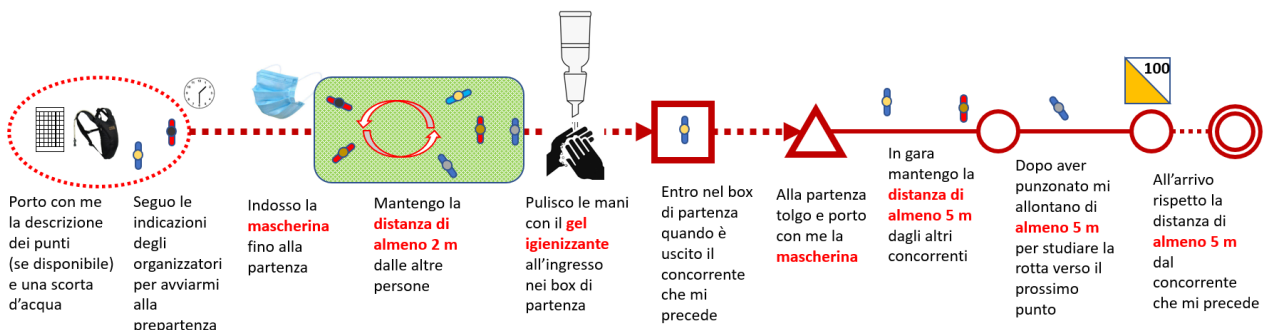 100
Porto con me
la descrizione
dei punti
(se disponibile)
e una scorta
d'acqua
Seguo le
indicazioni
degli
organizzatori
per avviarmi
alla
prepartenza
Indosso la
mascherina
fino alla
partenza
Mantengo la
distanza di
almeno 2 m
dalle altre
persone
Pulisco le mani
con il gel
igienizzante
all'ingresso
nei box di
partenza
Entro nel box
di partenza
quando è
uscito il
concorrente
che mi
precede
Alla partenza
tolgo e porto
con me la
mascherina
In gara
mantengo la
distanza di
almeno 5 m
dagli altri
concorrenti
Dopo aver
punzonato mi
allontano di
almeno 5 m
per studiare la
rotta verso il
prossimo
punto
All'arrivo
rispetto la
distanza di
almeno 5 m
dal
concorrente
che mi precede